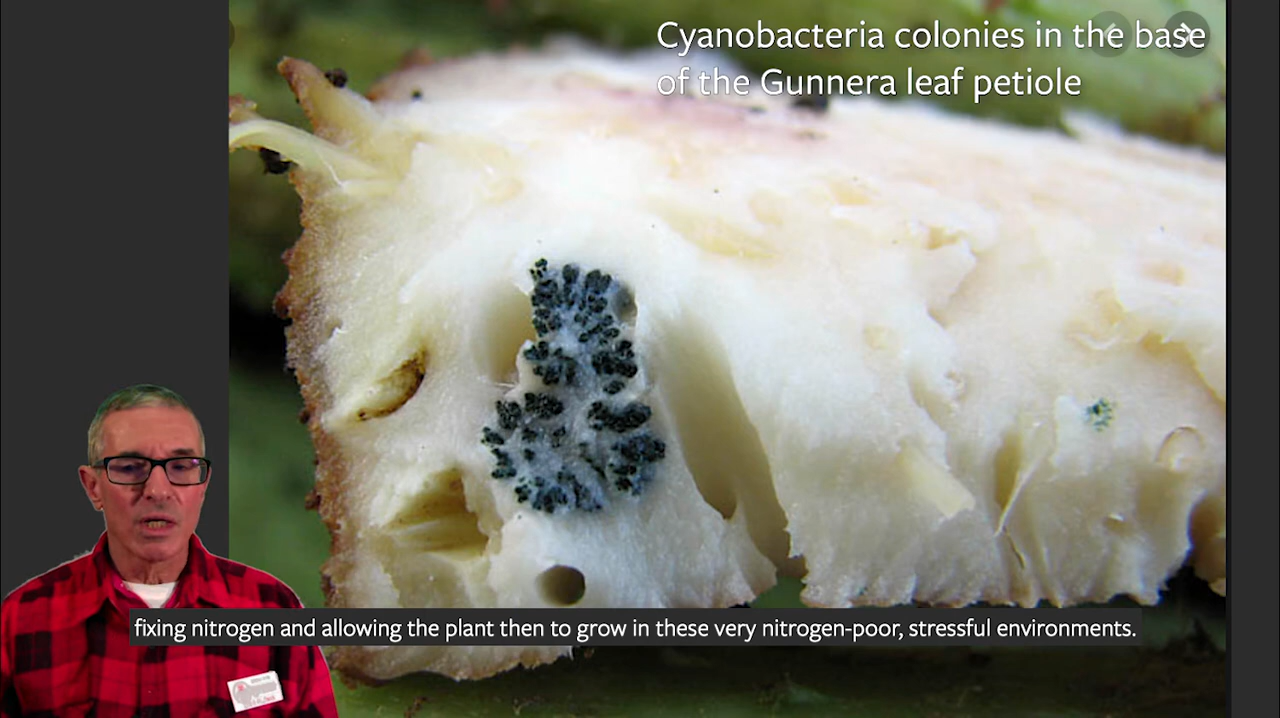 Cyanobacteria colonies in the base
of the Gunnera leaf petiole
fixing nitrogen and allowing the plant then to grow in these very nitrogen-poor, stressful environments.